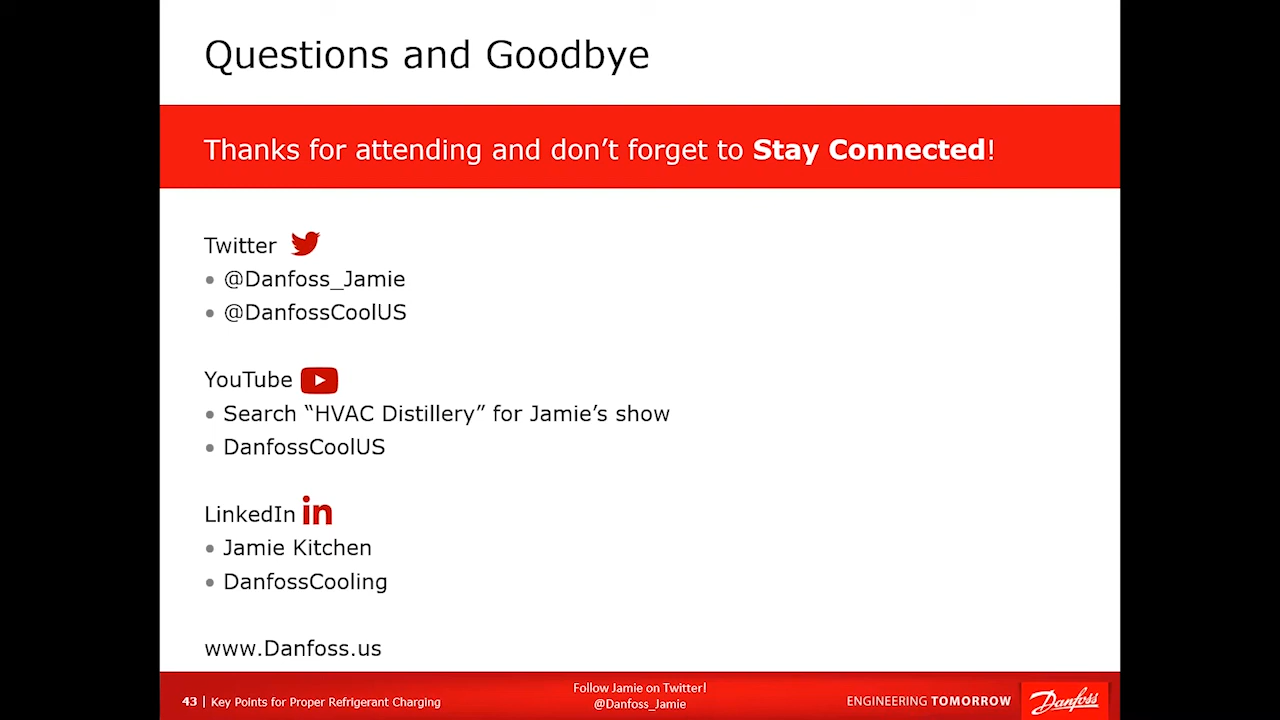 Questions and Goodbye
Thanks for attending and don’t forget to Stay Connected!
Twitter
• @Danfoss_Jamie
• @DanfossCoolUS
YouTube
• Search “HVAC Distillery” for Jamie’s show
• DanfossCoolUS
LinkedIn in
• Jamie Kitchen
• DanfossCooling
www.Danfoss.us
43 | Key Points for Proper Refrigerant Charging
Follow Jamie on Twitter!
@Danfoss_Jamie
ENGINEERING TOMORROW
Danfoss